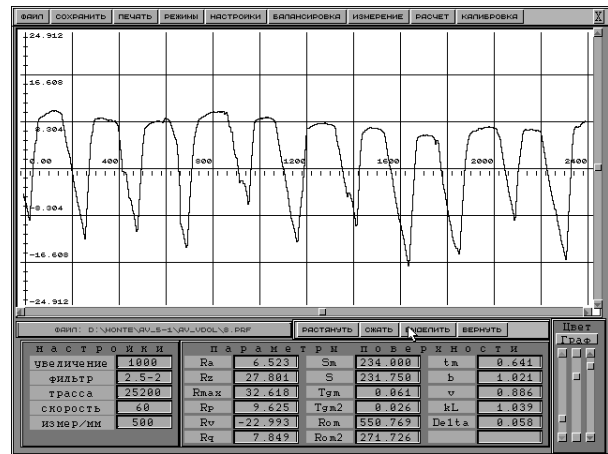 ФАИЛ СОХРАНИТЬ ПЕЧАТЬ РЕЖИМЫ НАСТРОЙКИ БАЛАНСИРОВКА ИЗМЕРЕНИЕ РАСЧЕТ КАЛИБРОВКА X
24.912
16.608
8.304
0.00 400 800 1200 1600 2000 2600
-8.304
-16.608
-24.912
ФАИЛ: D:\MONTE\AV_S-1\AV_VDOL\8.PRF РАСТЯНУТЬ СЖАТЬ ВЫДЕЛИТЬ ВЕРНУТЬ
Цвет
Граф
настройки параметры поверхности
увеличение 1000 Ra 6.523 Sm 234.000 tm 0.641
фильтр 2.5-2 Rz 27.801 S 231.750 b 1.021
трасса 25200 Rmax 32.618 Tgm 0.061 v 0.886
скорость 60 Rp 9.625 Tgm2 0.026 kL 1.039
измер/мм 500 Rv -22.993 Rom 550.769 Delta 0.058
Rq 7.849 Rom2 271.726